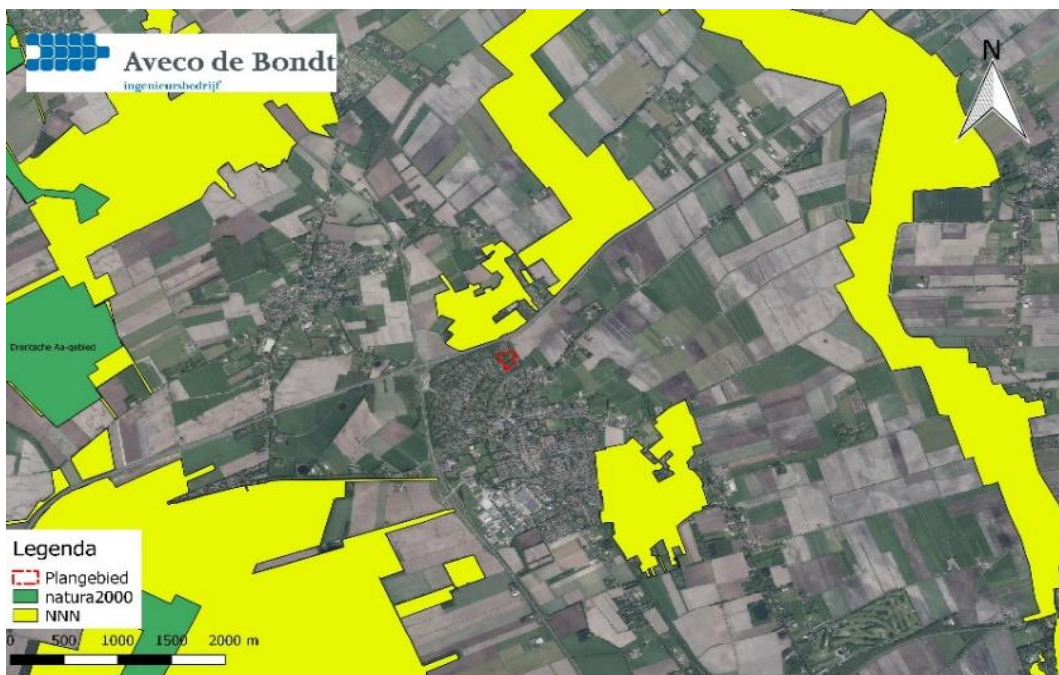 Aveco de Bondt
ingenieursbedrijf
N
Drentsche Aa-gebied
Legenda
Plangebied
natura2000
NNN
0 500 1000 1500 2000 m